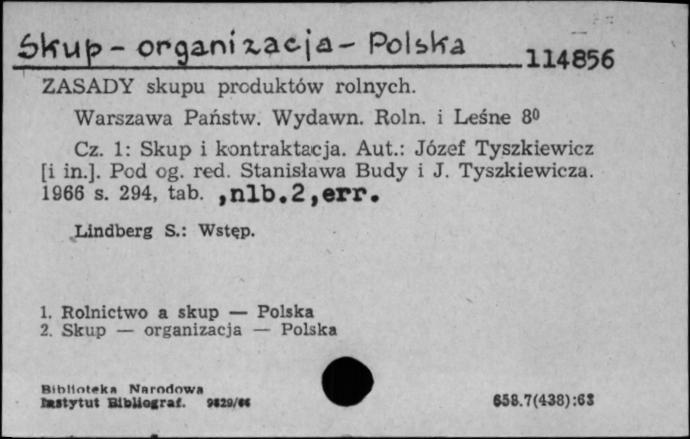 Skup - organizacja - Polska
114856
ZASADY skupu produktów rolnych.
Warszawa Państw. Wydawn. Roln. i Leśne 8⁰
Cz. 1: Skup i kontraktacja. Aut.: Józef Tyszkiewicz
[i in.]. Pod og. red. Stanisława Budy i J. Tyszkiewicza.
1966 s. 294, tab. ,nlb.2,err.
Lindberg S.: Wstęp.
1. Rolnictwo a skup — Polska
2. Skup — organizacja — Polska
Biblioteka Narodowa
Instytut Bibliograf. 9829/66
658.7(438):63